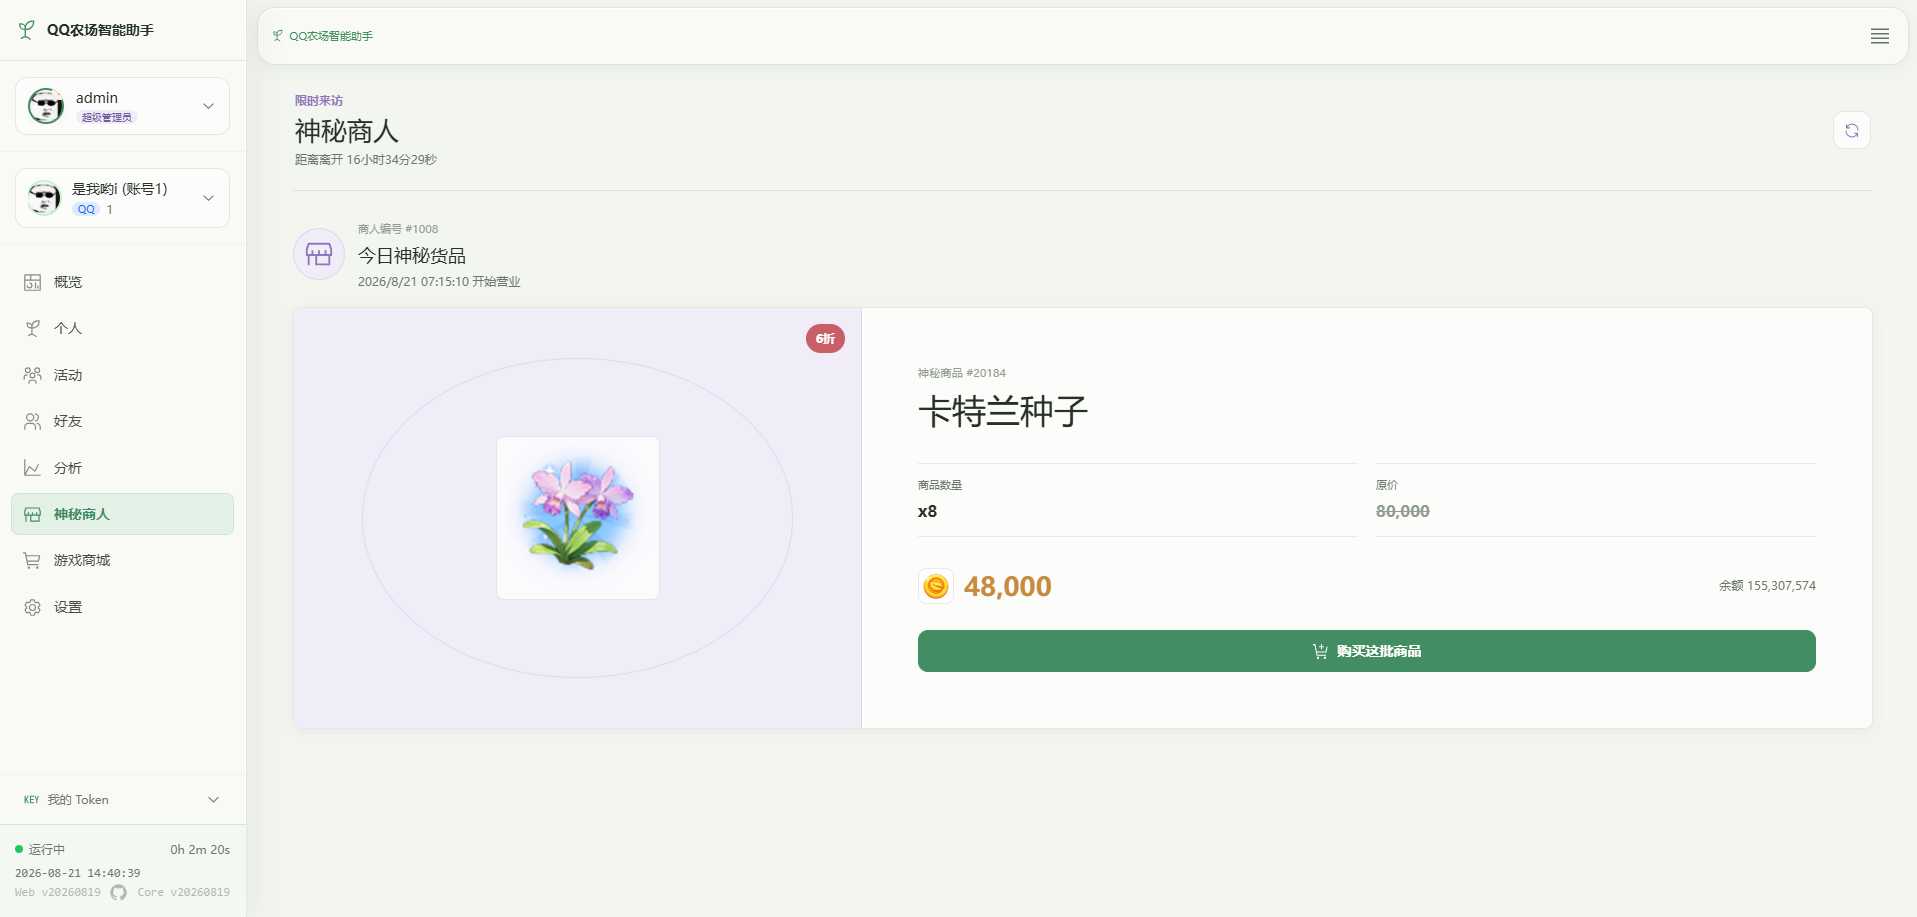 QQ农场智能助手
admin
超级管理员
是我哟i (账号1)
QQ 1
概览
个人
活动
好友
分析
神秘商人
游戏商城
设置
KEY 我的 Token
运行中 0h 2m 20s
2026-08-21 14:40:39
Web v20260819 Core v20260819
QQ农场智能助手
限时来访
神秘商人
距离离开 16小时34分29秒
商人编号 #1008
今日神秘货品
2026/8/21 07:15:10 开始营业
6折
神秘商品 #20184
卡特兰种子
商品数量
x8
原价
80,000
48,000
余额 155,307,574
购买这批商品